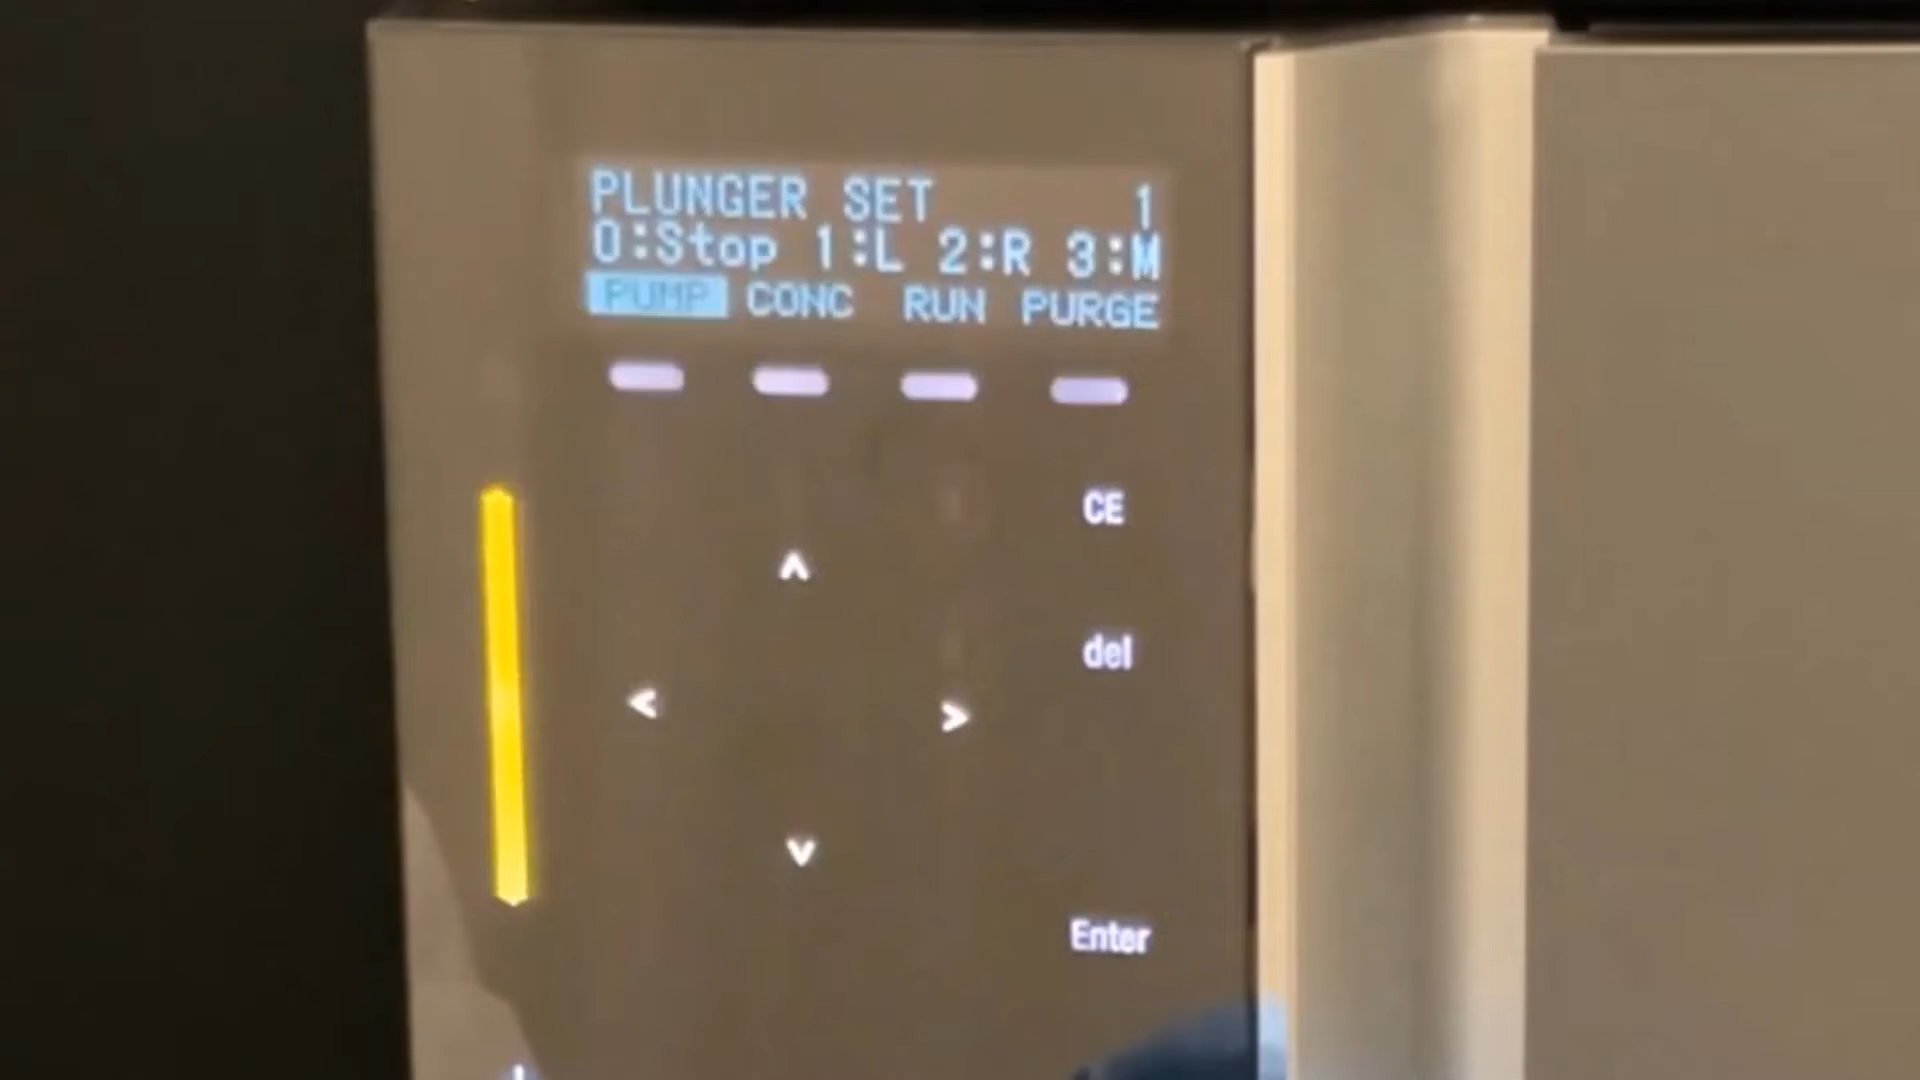 PLUNGER SET 1
0:Stop 1:L 2:R 3:M
PUMP CONC RUN PURGE
CE
^
del
< >
v
Enter